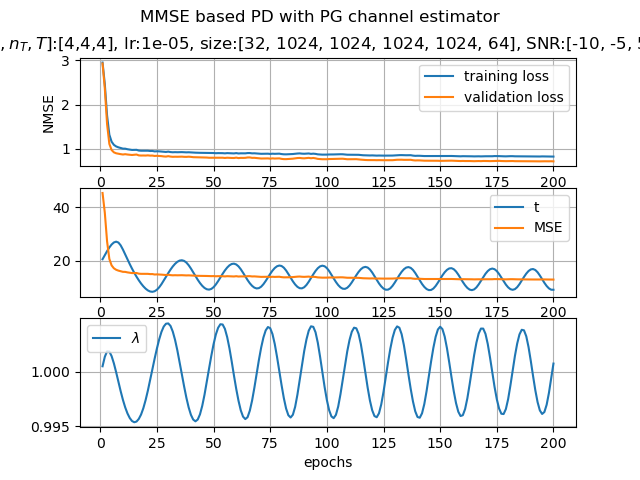 MMSE based PD with PG channel estimator
, n_T, T]:[4,4,4], lr:1e-05, size:[32, 1024, 1024, 1024, 1024, 64], SNR:[-10, -5,
3
2
1
NMSE
training loss
validation loss
0 25 50 75 100 125 150 175 200
40
20
t
MSE
0 25 50 75 100 125 150 175 200
1.000
0.995
λ
0 25 50 75 100 125 150 175 200
epochs